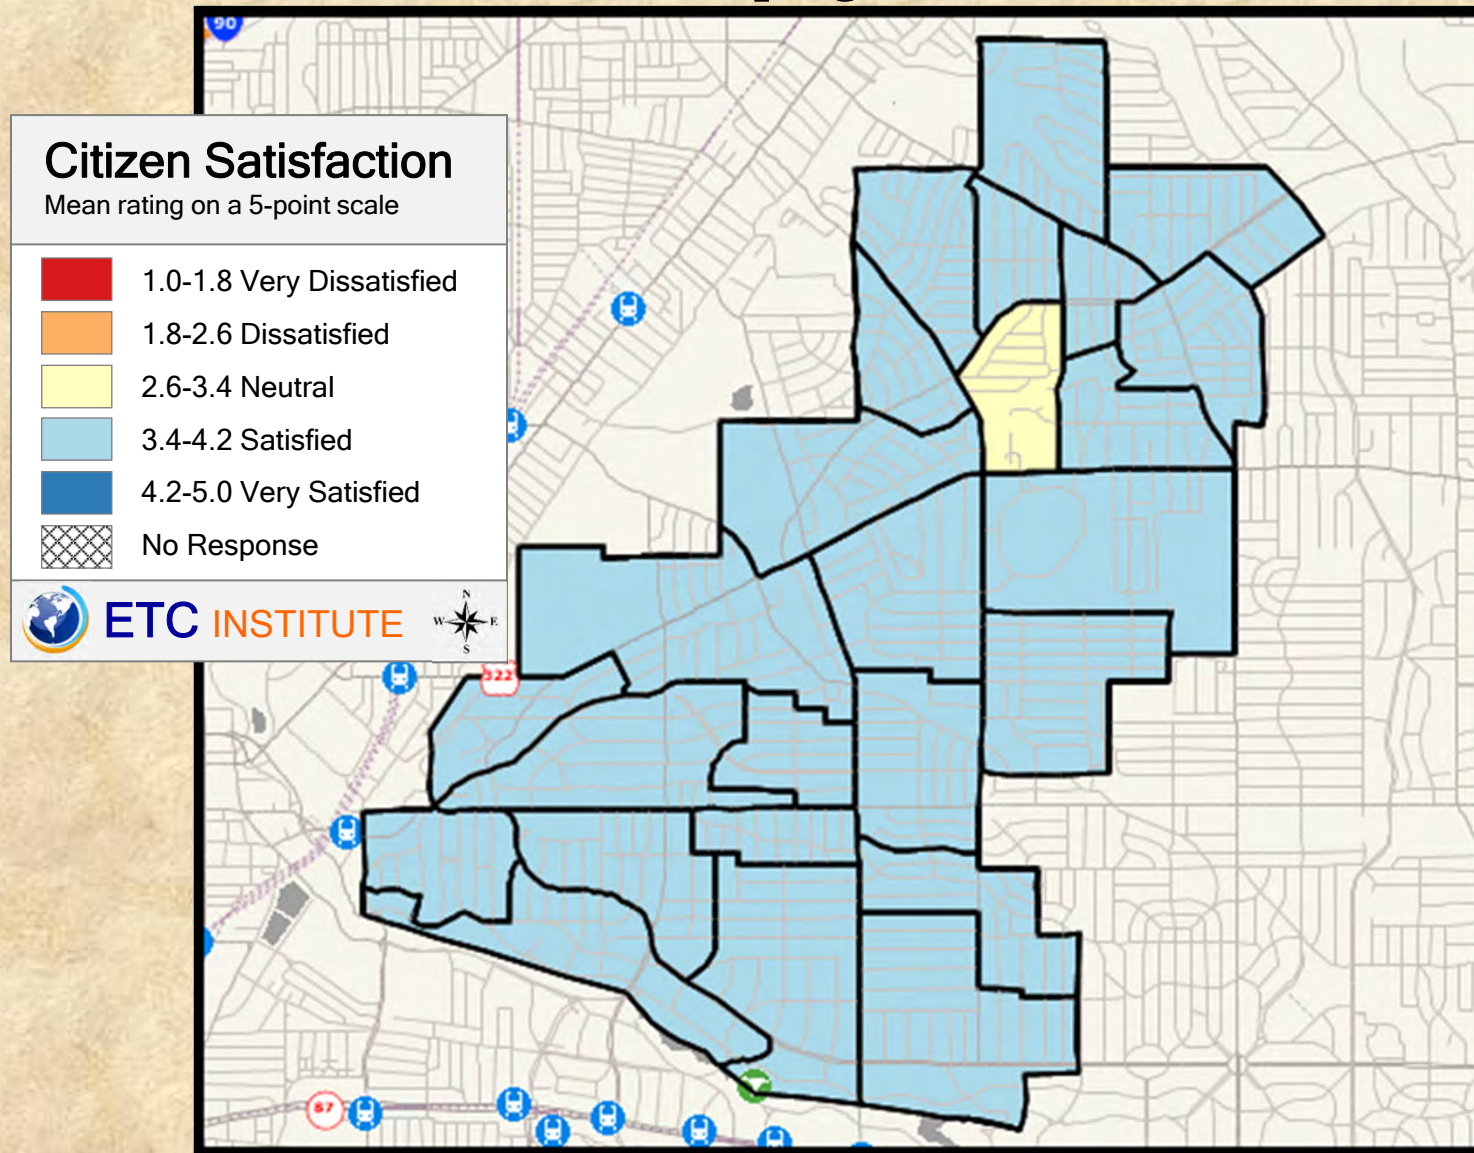 90
Citizen Satisfaction
Mean rating on a 5-point scale
1.0-1.8 Very Dissatisfied
1.8-2.6 Dissatisfied
2.6-3.4 Neutral
3.4-4.2 Satisfied
4.2-5.0 Very Satisfied
No Response
ETC INSTITUTE
N
W E
S
322
87